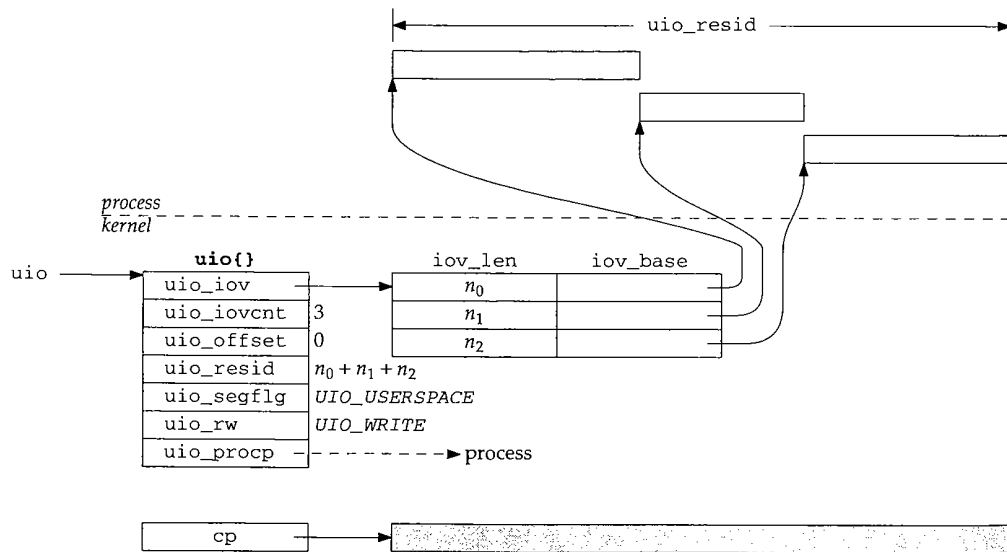 uio_resid
process
kernel
uio{}
iov_len iov_base
uio
uio_iov n₀
uio_iovcnt 3 n₁
uio_offset 0 n₂
uio_resid n₀ + n₁ + n₂
uio_segflg UIO_USERSPACE
uio_rw UIO_WRITE
uio_procp process
cp